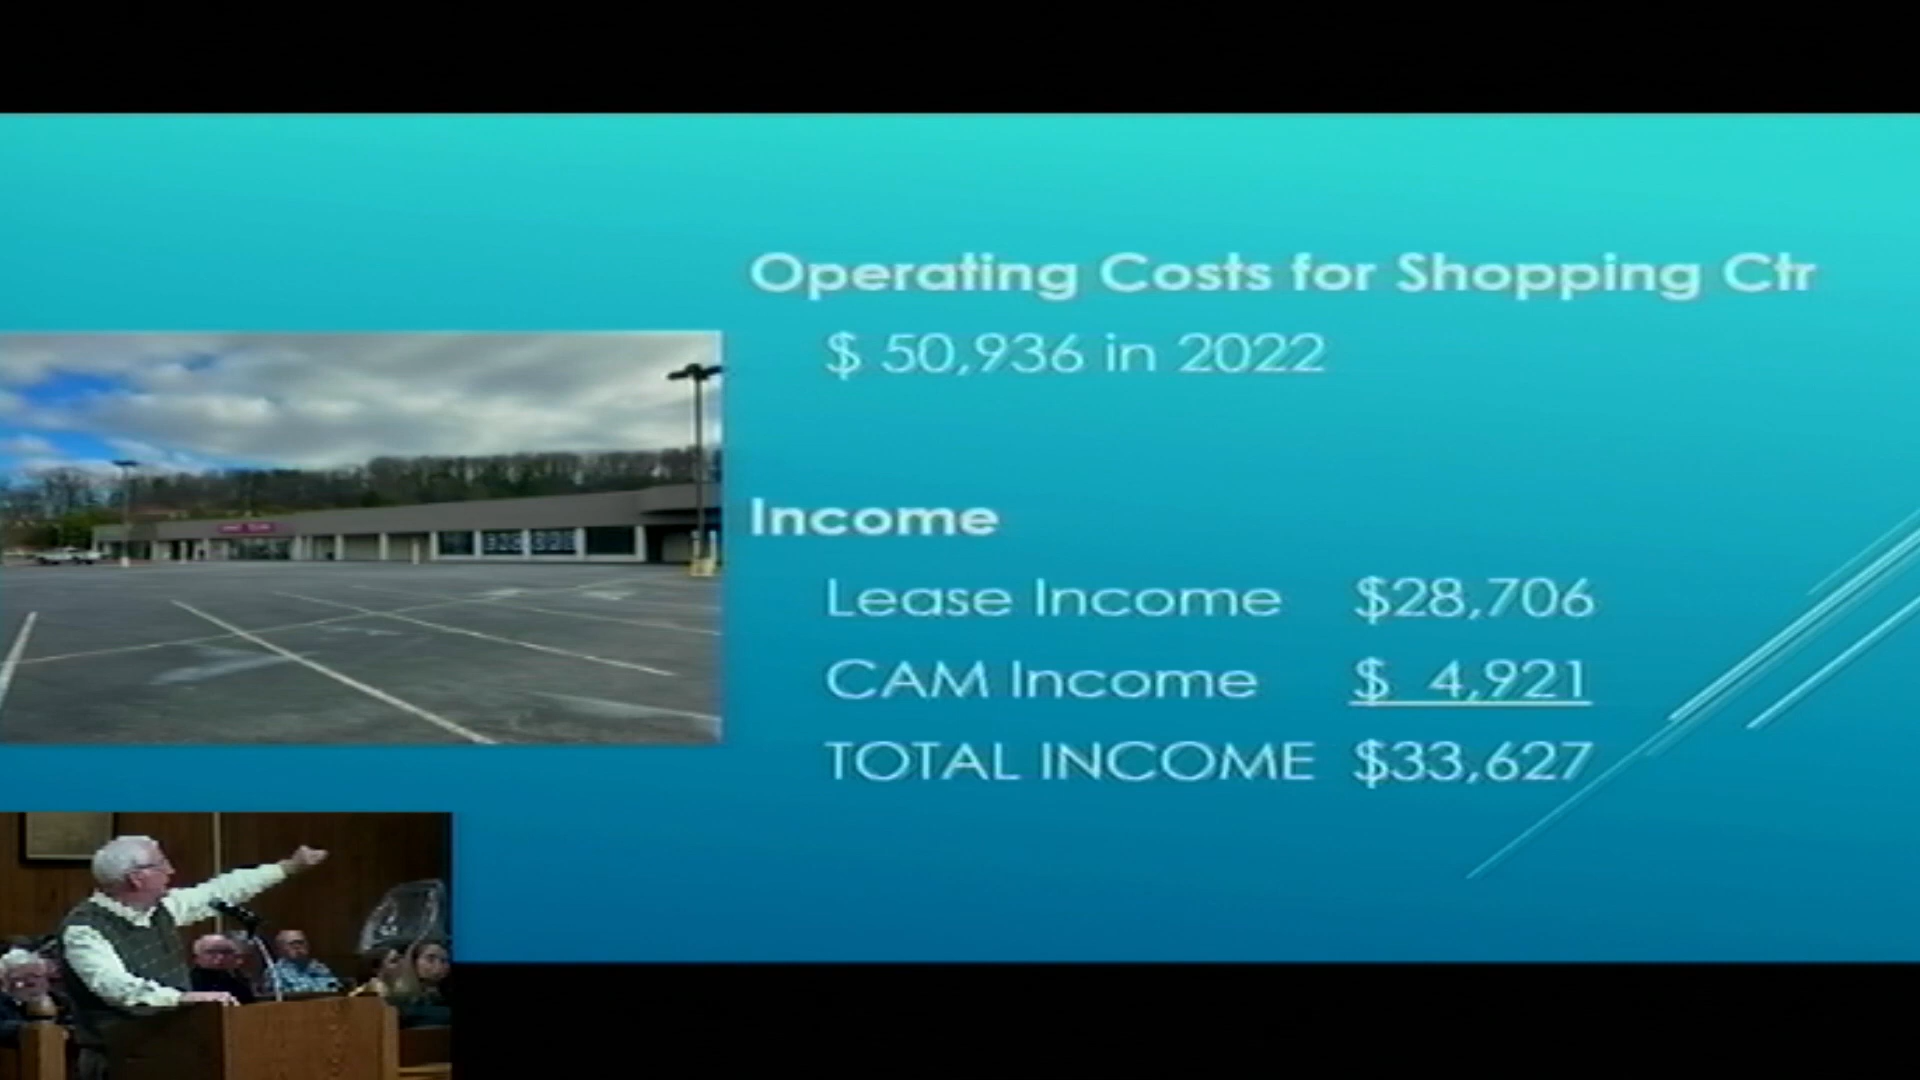 Operating Costs for Shopping Ctr
$ 50,936 in 2022
Income
Lease Income $28,706
CAM Income $ 4,921
TOTAL INCOME $33,627